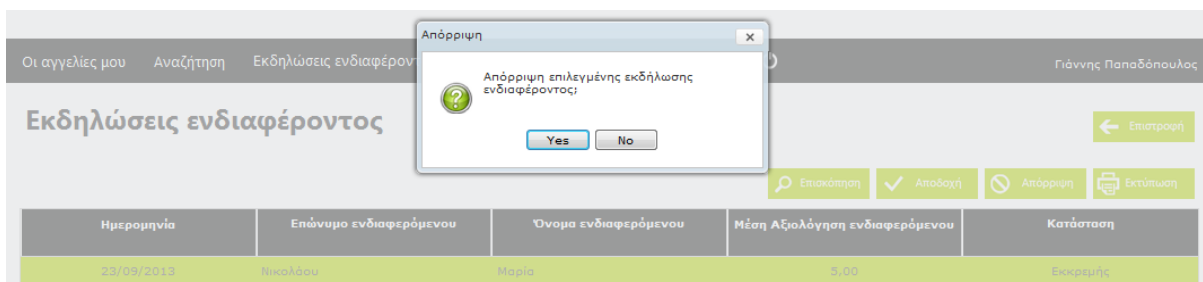 Απόρριψη
Οι αγγελίες μου Αναζήτηση Εκδηλώσεις ενδιαφέροντ
Γιάννης Παπαδόπουλος
Απόρριψη επιλεγμένης εκδήλωσης
ενδιαφέροντος;
Yes No
Εκδηλώσεις ενδιαφέροντος
Επιστροφή
Επισκόπηση Αποδοχή Απόρριψη Εκτύπωση
Ημερομηνία Επώνυμο ενδιαφερόμενου Όνομα ενδιαφερόμενου Μέση Αξιολόγηση ενδιαφερόμενου Κατάσταση
23/09/2013 Νικολάου Μαρία 5,00 Εκκρεμής